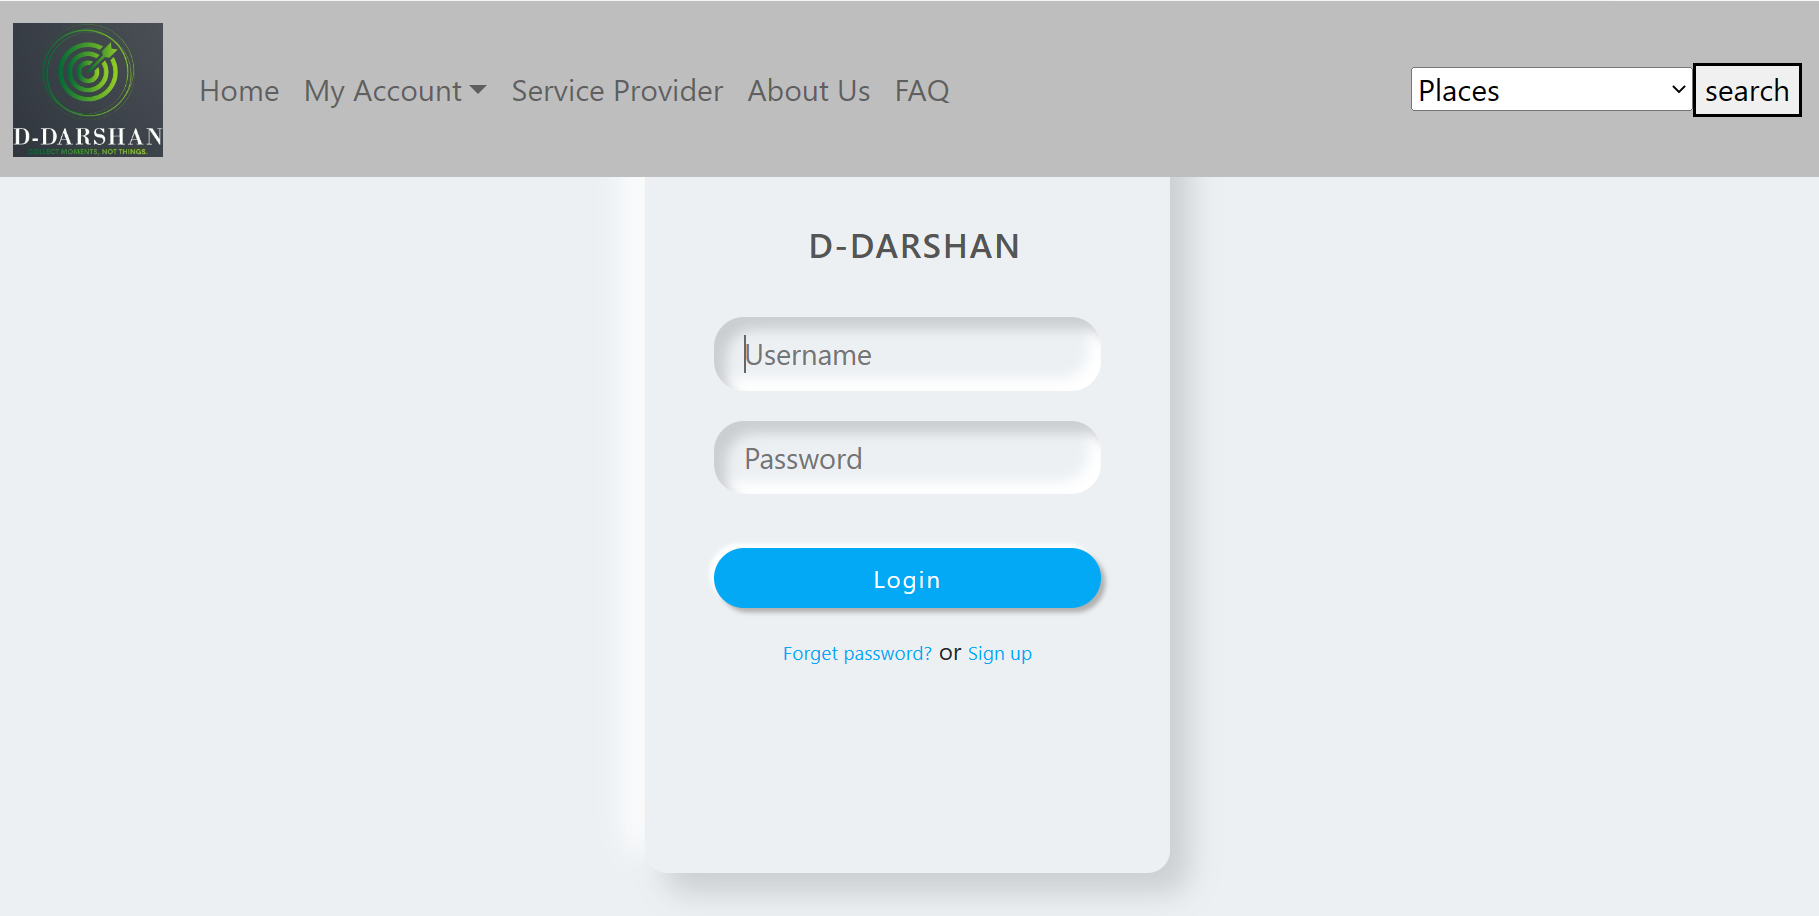 D-DARSHAN
COLLECT MOMENTS, NOT THINGS.
Home My Account Service Provider About Us FAQ
Places search
D-DARSHAN
Username
Password
Login
Forget password? or Sign up